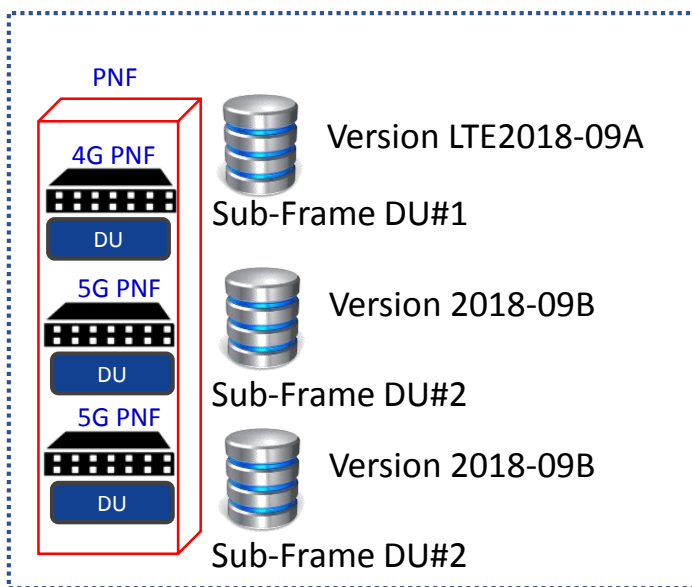 PNF
4G PNF
DU
Version LTE2018-09A
Sub-Frame DU#1
5G PNF
DU
Version 2018-09B
Sub-Frame DU#2
5G PNF
DU
Version 2018-09B
Sub-Frame DU#2